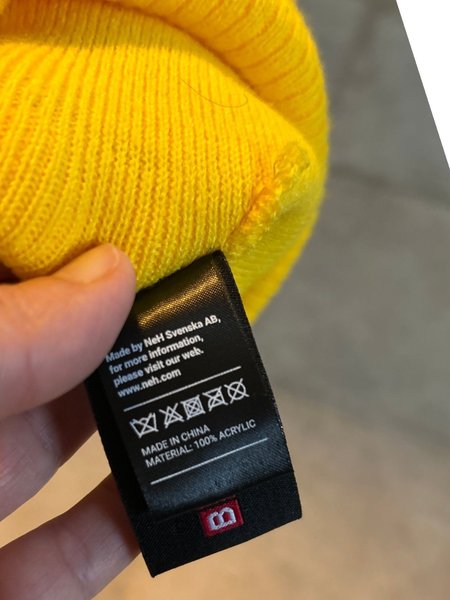 Made by NeH Svenska AB,
for more information,
please visit our web.
www.neh.com
MADE IN CHINA
MATERIAL: 100% ACRYLIC
B